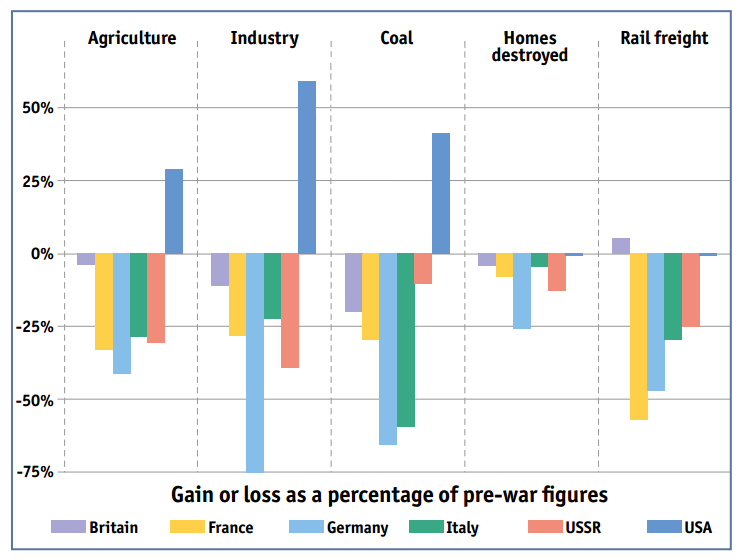 Agriculture
Industry
Coal
Homes
destroyed
Rail freight
50%
25%
0%
-25%
-50%
-75%
Gain or loss as a percentage of pre-war figures
Britain
France
Germany
Italy
USSR
USA